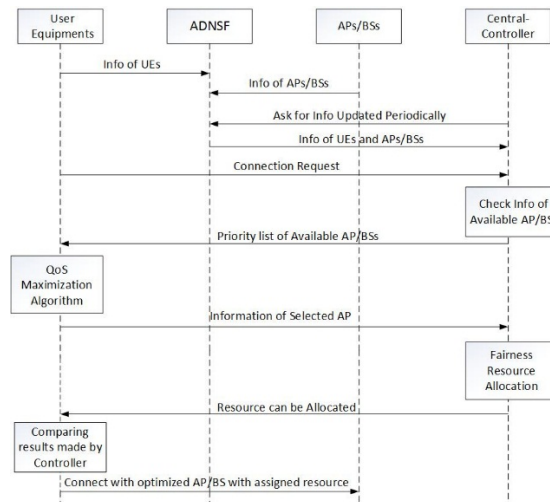 User
Equipments
ADNSF
APs/BSs
Central-
Controller
Info of UEs
Info of APs/BSs
Ask for Info Updated Periodically
Info of UEs and APs/BSs
Connection Request
Check Info of
Available AP/BS
Priority list of Available AP/BSs
QoS
Maximization
Algorithm
Information of Selected AP
Fairness
Resource
Allocation
Resource can be Allocated
Comparing
results made by
Controller
Connect with optimized AP/BS with assigned resource